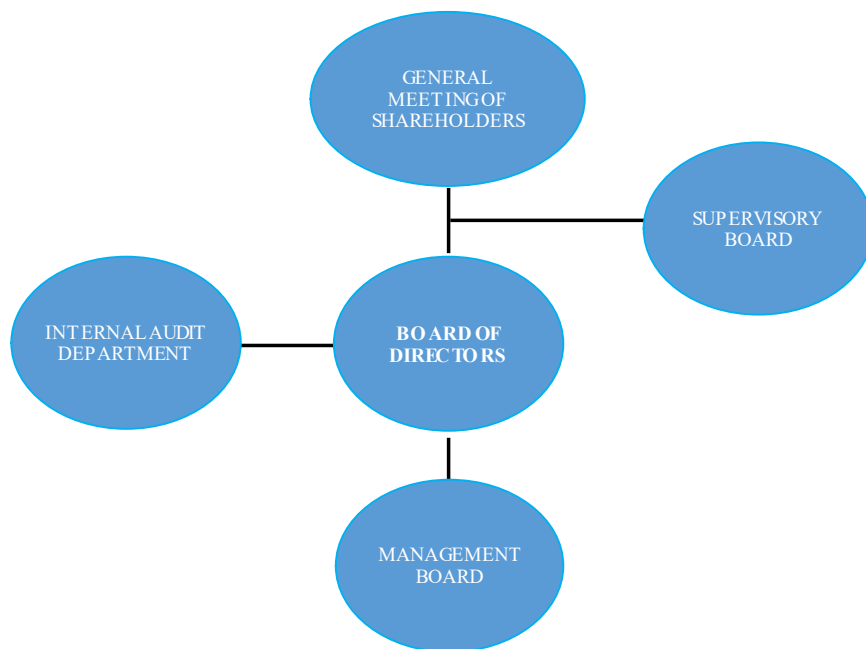 GENERAL
MEETING OF
SHAREHOLDERS
SUPERVISORY
BOARD
INTERNAL AUDIT
DEPARTMENT
BOARD OF
DIRECTORS
MANAGEMENT
BOARD